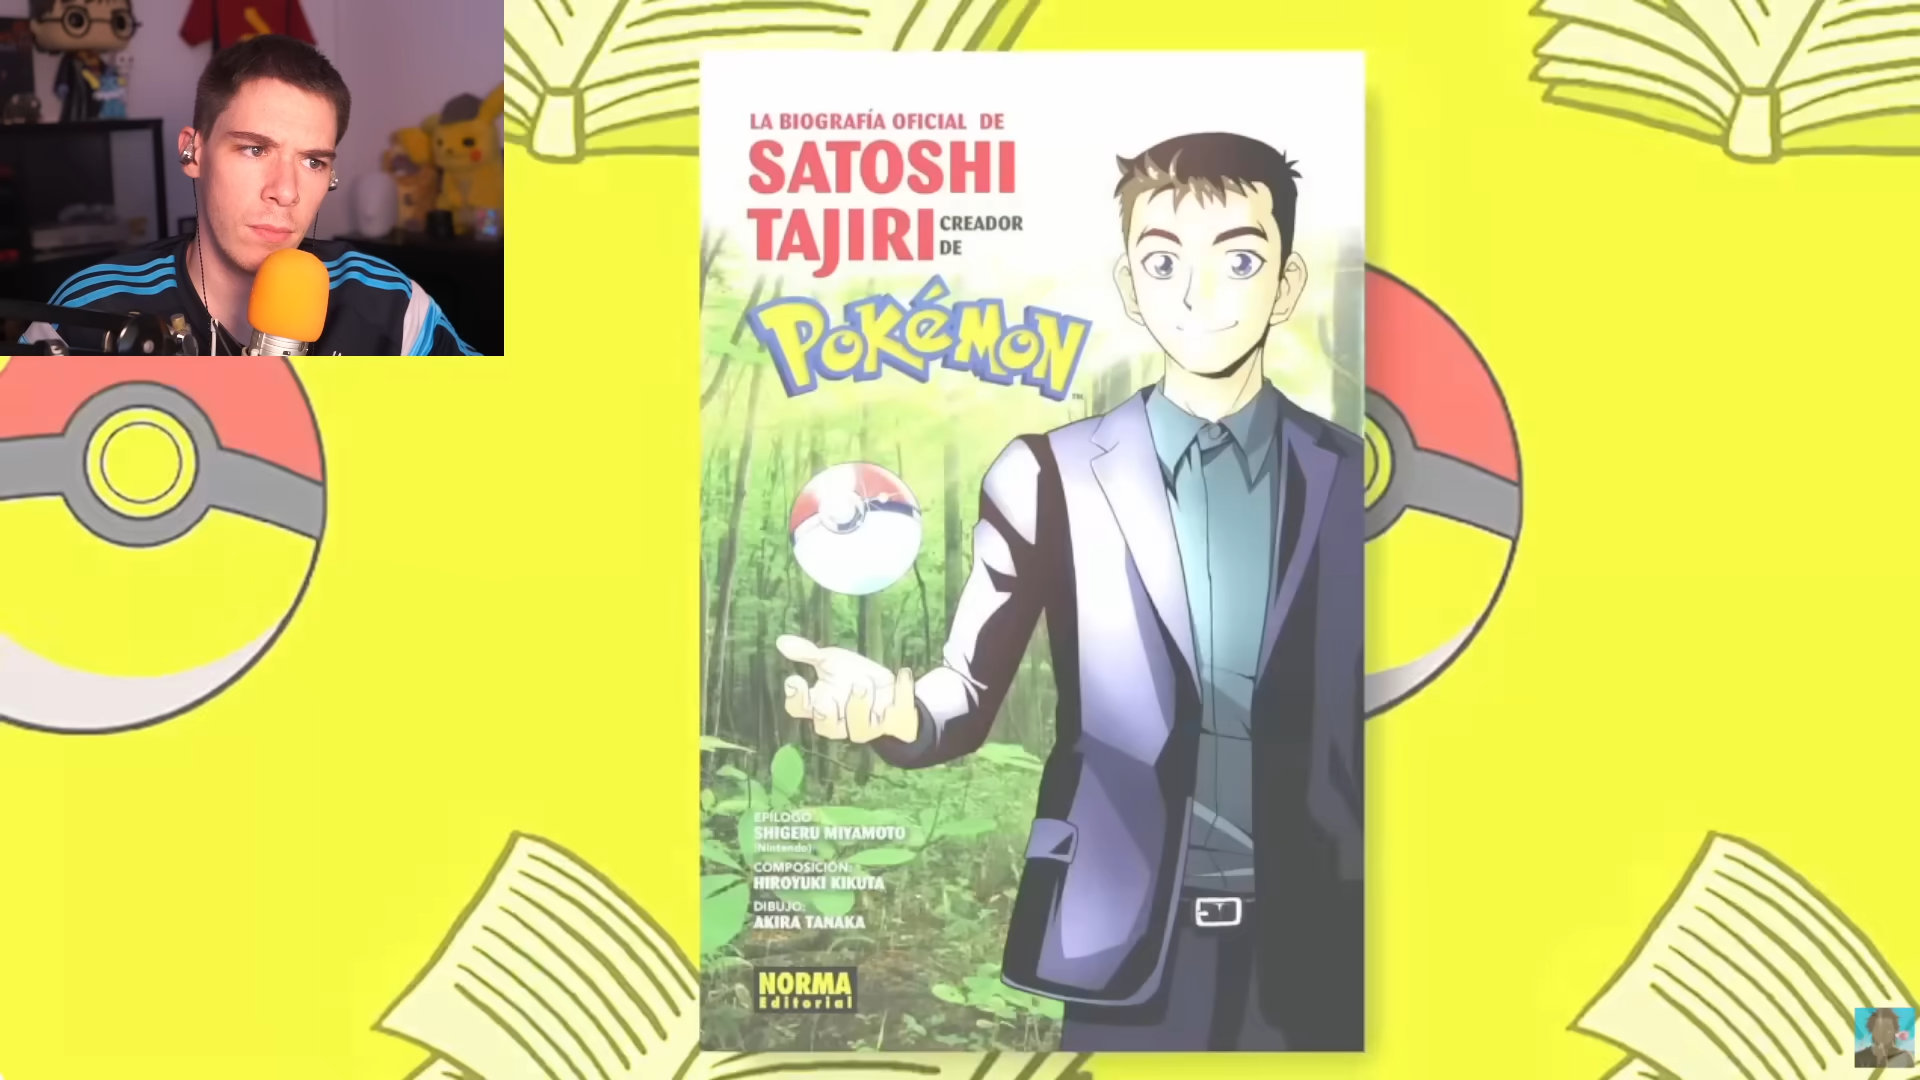 LA BIOGRAFÍA OFICIAL DE
SATOSHI
TAJIRI CREADOR
DE
POKéMON
EPÍLOGO
SHIGERU MIYAMOTO
(Nintendo)
COMPOSICIÓN:
HIROYUKI KIKUTA
DIBUJO:
AKIRA TANAKA
NORMA
Editorial